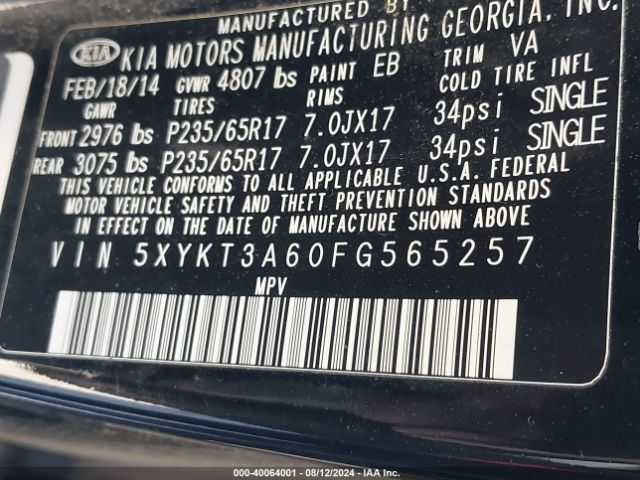 MANUFACTURED BY
KIA KIA MOTORS MANUFACTURING GEORGIA, INC.
FEB/18/14 GVWR 4807 lbs PAINT EB TRIM VA
GAWR TIRES RIMS COLD TIRE INFL
FRONT 2976 lbs P235/65R17 7.0JX17 34psi SINGLE
REAR 3075 lbs P235/65R17 7.0JX17 34psi SINGLE
THIS VEHICLE CONFORMS TO ALL APPLICABLE U.S.A. FEDERAL
MOTOR VEHICLE SAFETY AND THEFT PREVENTION STANDARDS
IN EFFECT ON THE DATE OF MANUFACTURE SHOWN ABOVE.
VIN 5XYKT3A60FG565257
MPV
000-40064001 - 08/12/2024 - IAA Inc.